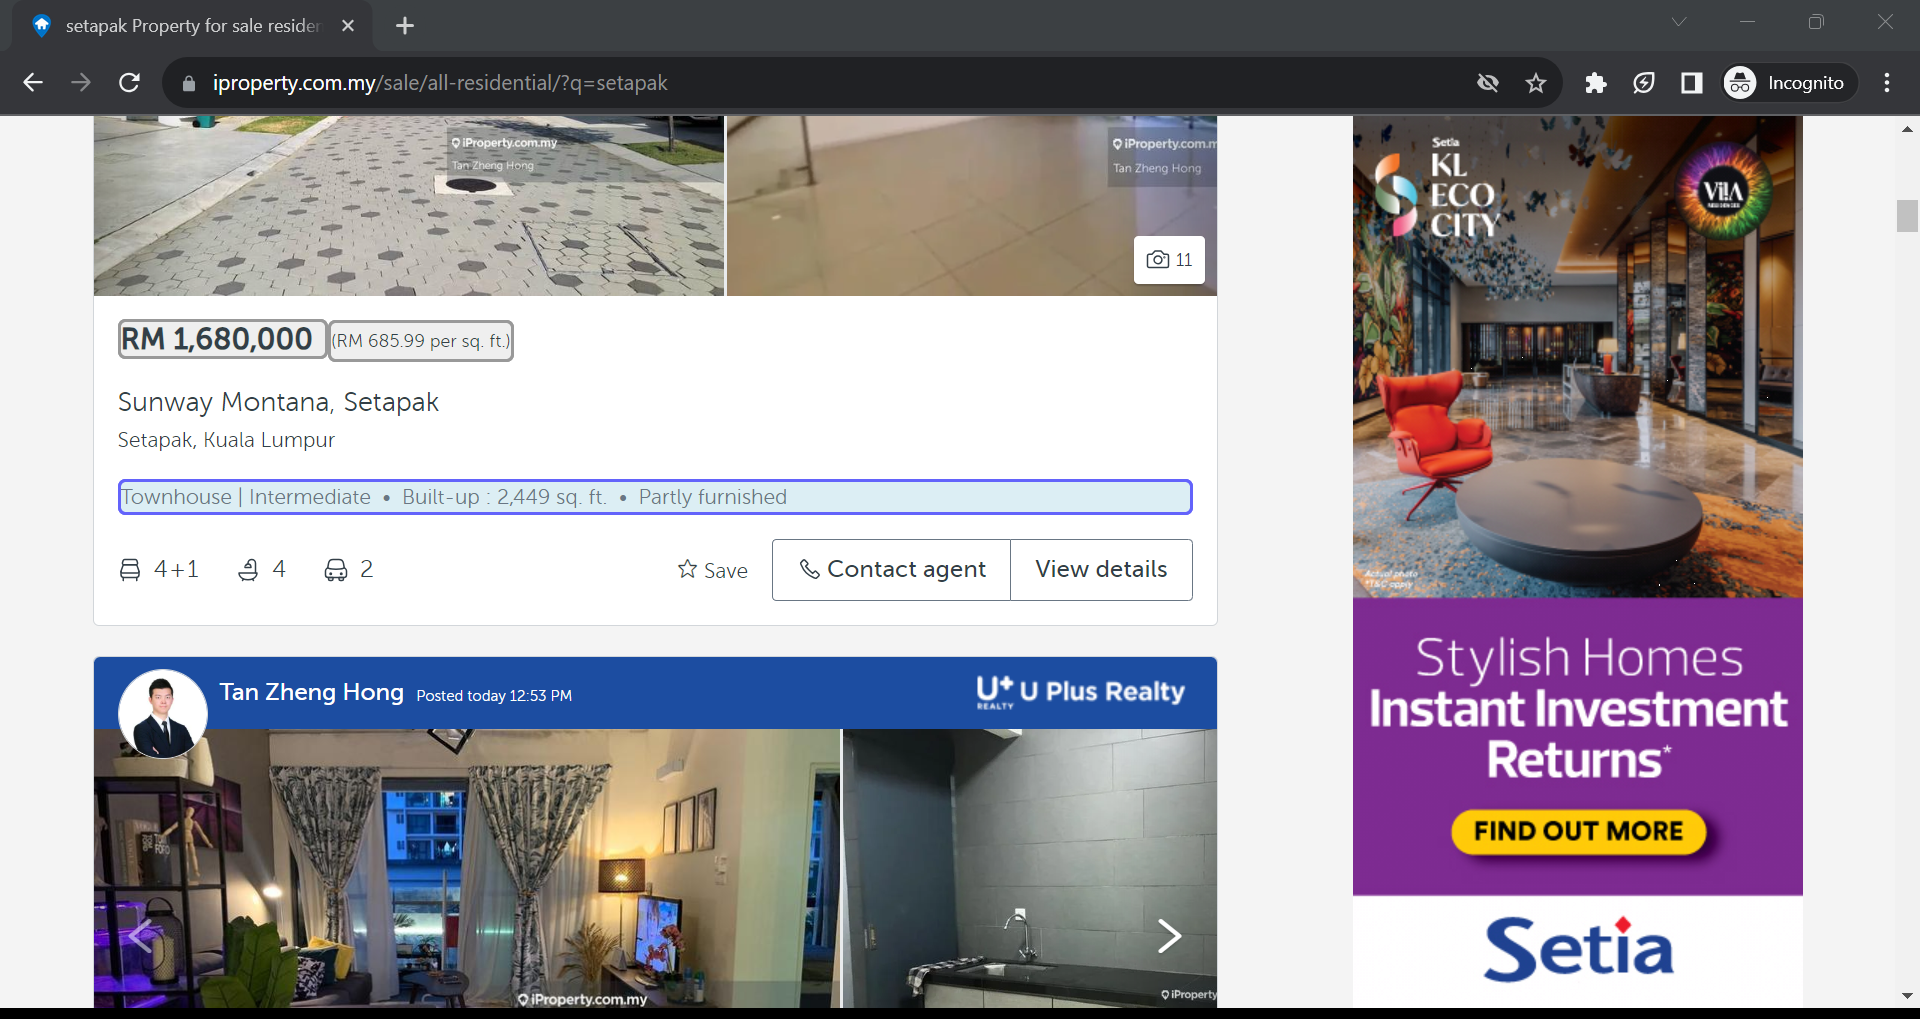 setapak Property for sale resider
iproperty.com.my/sale/all-residential/?q=setapak
Incognito
iProperty.com.my
Tan Zheng Hong
iProperty.com.m
Tan Zheng Hong
11
RM 1,680,000 (RM 685.99 per sq. ft.)
Sunway Montana, Setapak
Setapak, Kuala Lumpur
Townhouse | Intermediate • Built-up : 2,449 sq. ft. • Partly furnished
4+1 4 2
Save
Contact agent
View details
Tan Zheng Hong Posted today 12:53 PM
U+ REALTY U Plus Realty
iProperty.com.my
iProperty
Setia
KL
ECO
CITY
ViiA
Actual photo
*T&C apply
Stylish Homes
Instant Investment
Returns*
FIND OUT MORE
Setia